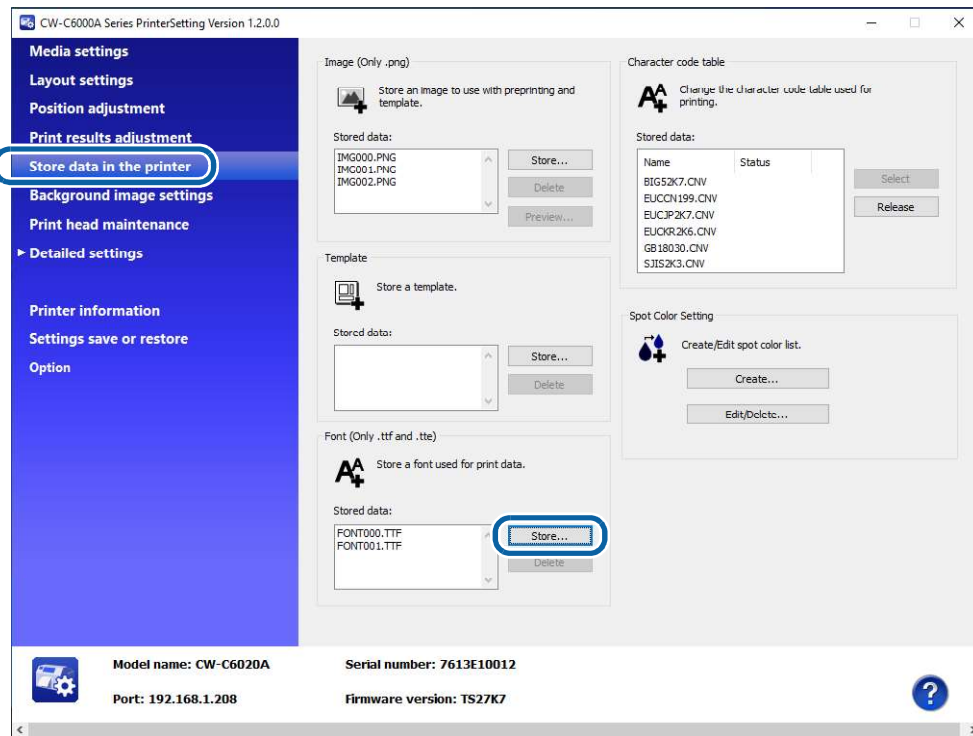 CW-C6000A Series PrinterSetting Version 1.2.0.0
Media settings
Layout settings
Position adjustment
Print results adjustment
Store data in the printer
Background image settings
Print head maintenance
Detailed settings
Printer information
Settings save or restore
Option
Image (Only .png)
Store an image to use with preprinting and
template.
Stored data:
IMG000.PNG
IMG001.PNG
IMG002.PNG
Store...
Delete
Preview...
Template
Store a template.
Stored data:
Store...
Delete
Font (Only .ttf and .tte)
Store a font used for print data.
Stored data:
FONT000.TTF
FONT001.TTF
Store...
Delete
Character code table
Change the character code table used for
printing.
Stored data:
Name Status
BIG52K7.CNV
EUCCN199.CNV
EUCJP2K7.CNV
EUCKR2K6.CNV
GB18030.CNV
SJIS2K3.CNV
Select
Release
Spot Color Setting
Create/Edit spot color list.
Create...
Edit/Delete...
Model name: CW-C6020A Serial number: 7613E10012
Port: 192.168.1.208 Firmware version: TS27K7
?